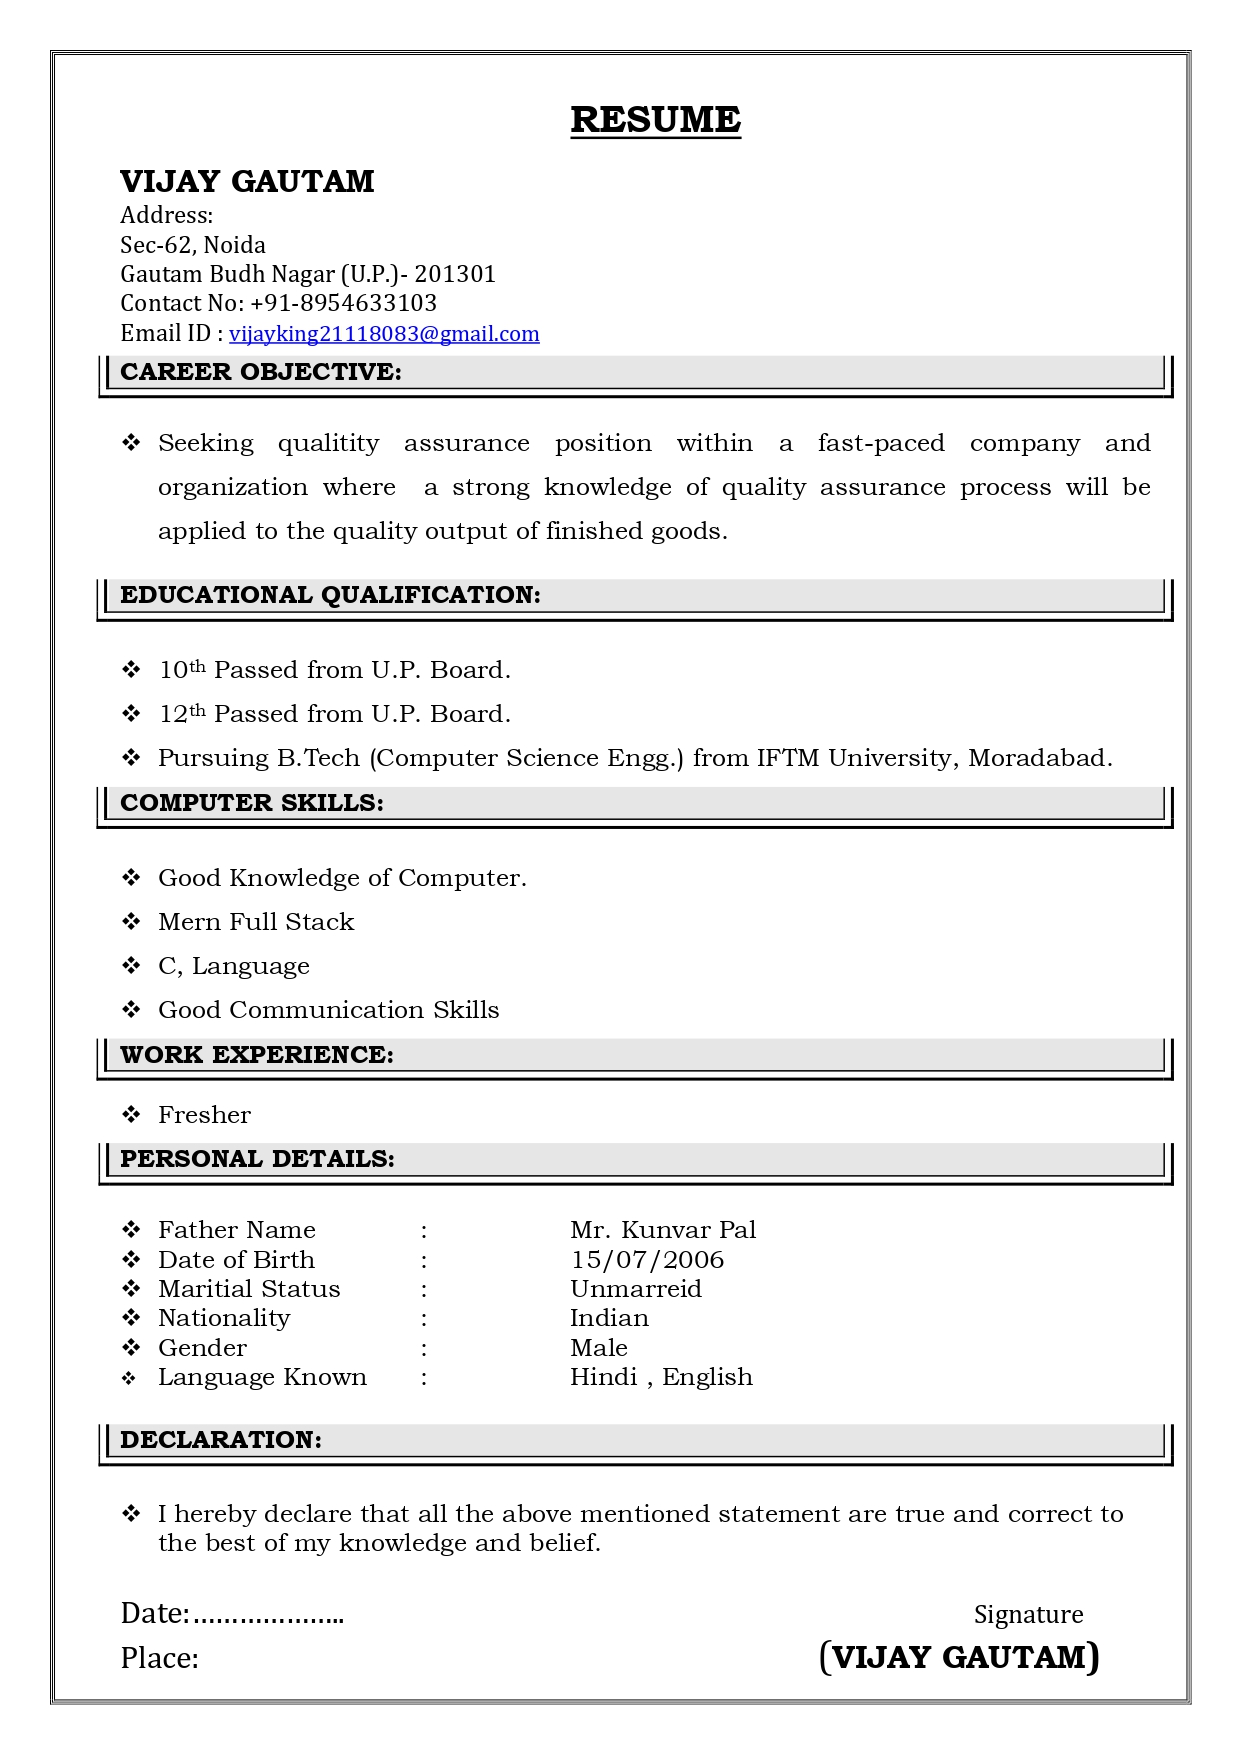 RESUME
VIJAY GAUTAM
Address:
Sec-62, Noida
Gautam Budh Nagar (U.P.)- 201301
Contact No: +91-8954633103
Email ID : vijayking21118083@gmail.com
CAREER OBJECTIVE:
❖ Seeking qualitity assurance position within a fast-paced company and
organization where a strong knowledge of quality assurance process will be
applied to the quality output of finished goods.
EDUCATIONAL QUALIFICATION:
❖ 10th Passed from U.P. Board.
❖ 12th Passed from U.P. Board.
❖ Pursuing B.Tech (Computer Science Engg.) from IFTM University, Moradabad.
COMPUTER SKILLS:
❖ Good Knowledge of Computer.
❖ Mern Full Stack
❖ C, Language
❖ Good Communication Skills
WORK EXPERIENCE:
❖ Fresher
PERSONAL DETAILS:
❖ Father Name : Mr. Kunvar Pal
❖ Date of Birth : 15/07/2006
❖ Maritial Status : Unmarreid
❖ Nationality : Indian
❖ Gender : Male
❖ Language Known : Hindi , English
DECLARATION:
❖ I hereby declare that all the above mentioned statement are true and correct to
the best of my knowledge and belief.
Date:……………….. Signature
Place: (VIJAY GAUTAM)